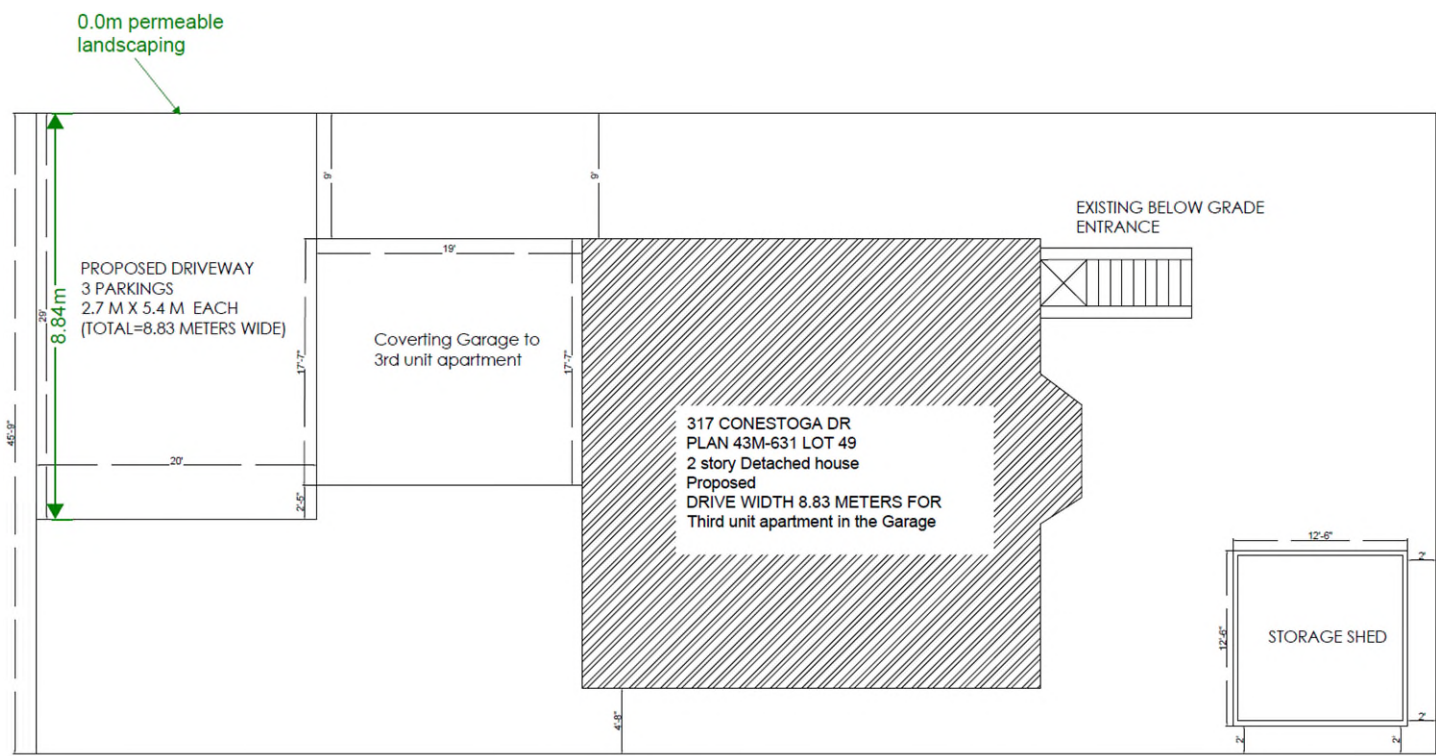 0.0m permeable
landscaping
9'
9'
EXISTING BELOW GRADE
ENTRANCE
19'
PROPOSED DRIVEWAY
3 PARKINGS
2.7 M X 5.4 M EACH
(TOTAL=8.83 METERS WIDE)
29'
8.84m
Coverting Garage to
3rd unit apartment
17'-7"
17'-7"
45'-9"
317 CONESTOGA DR
PLAN 43M-631 LOT 49
2 story Detached house
Proposed
DRIVE WIDTH 8.83 METERS FOR
Third unit apartment in the Garage
20'
2'-5"
12'-6"
2'
12'-6"
STORAGE SHED
4'-8"
2'
2'
2'